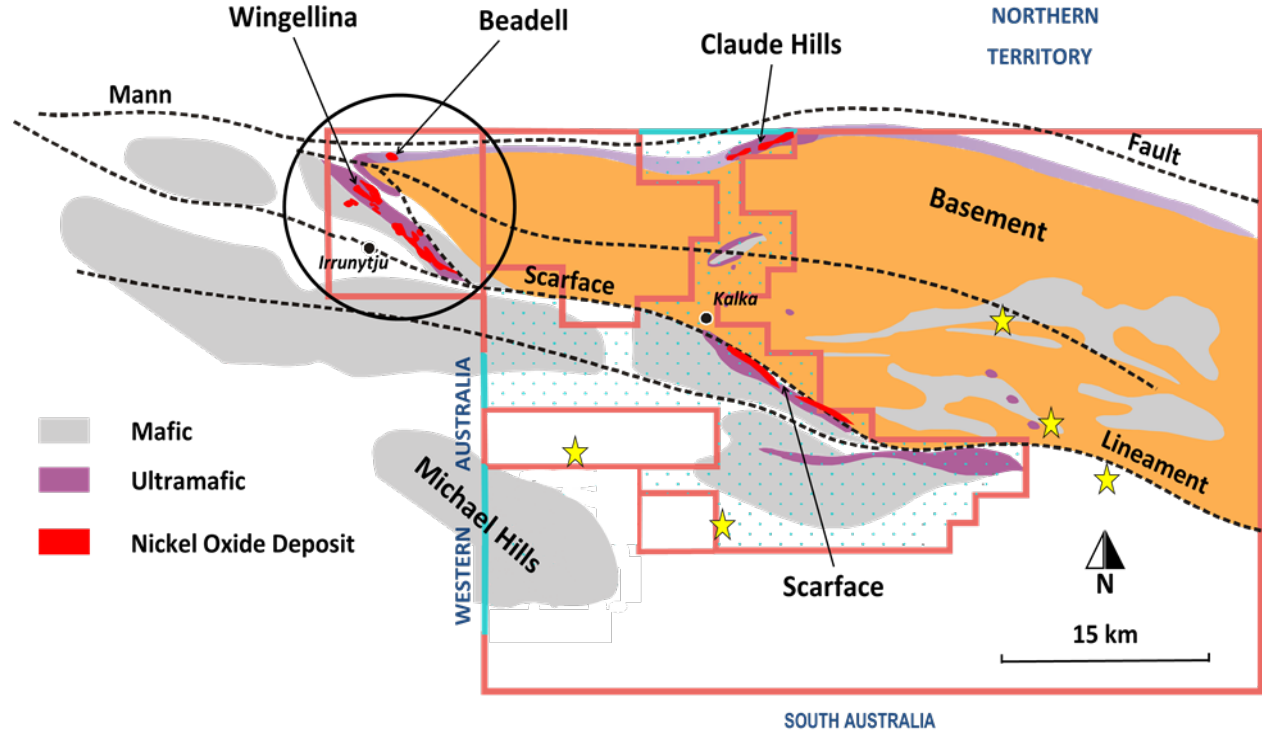 Wingellina
Beadell
NORTHERN
TERRITORY
Claude Hills
Mann
Fault
Basement
Irrunytju
Scarface
Kalka
WESTERN AUSTRALIA
Mafic
Ultramafic
Nickel Oxide Deposit
Michael Hills
Lineament
Scarface
N
15 km
SOUTH AUSTRALIA